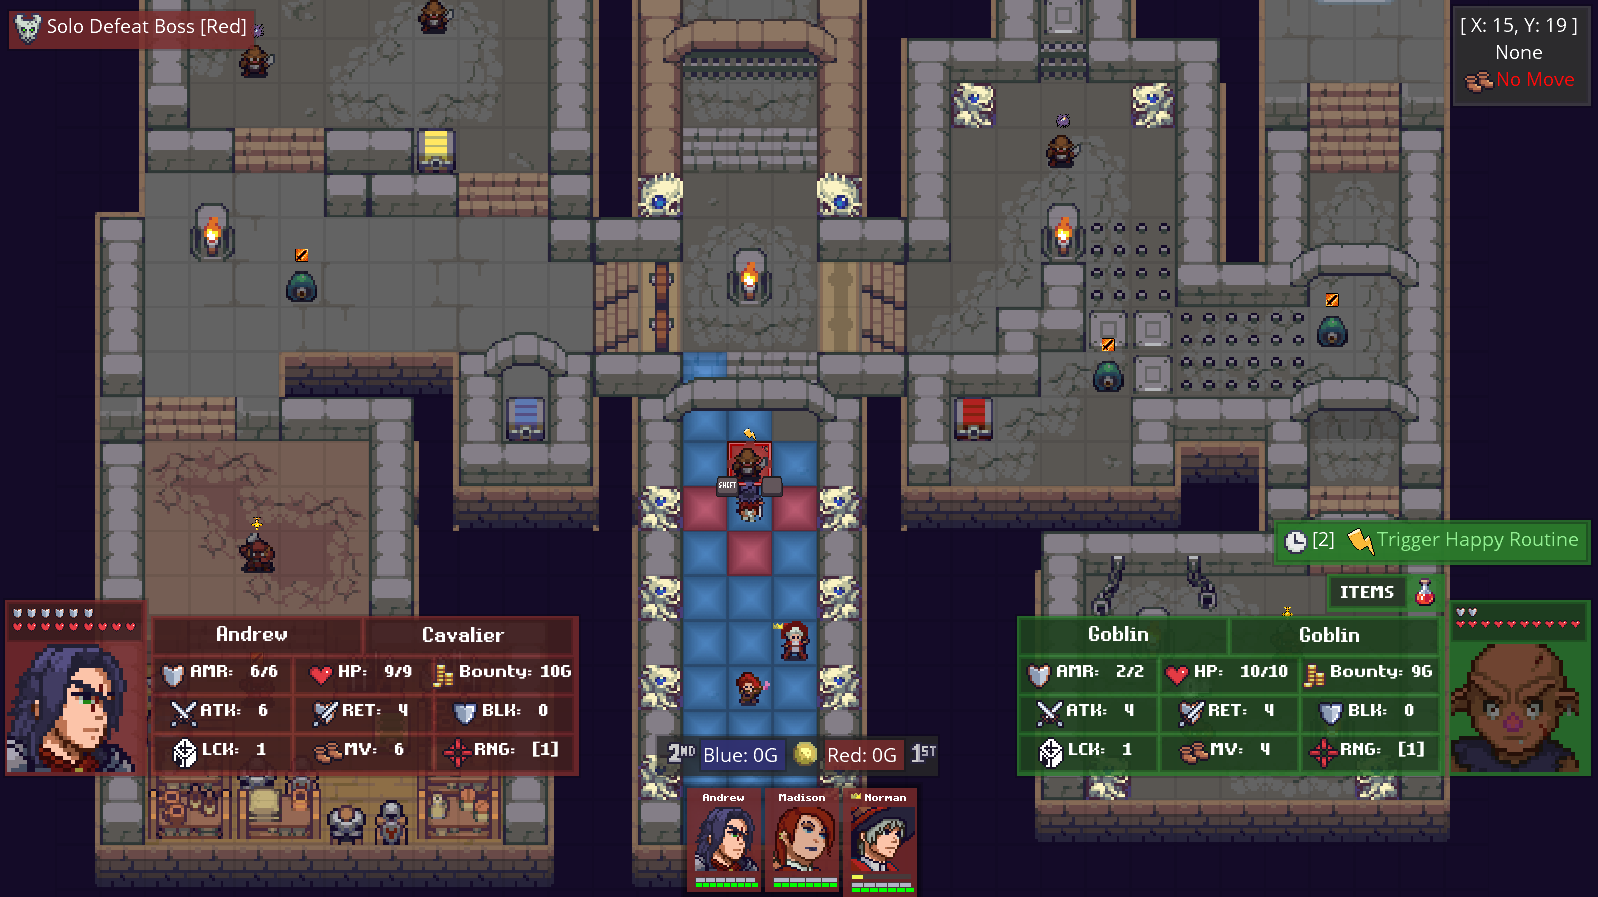 Solo Defeat Boss [Red]
[ X: 15, Y: 19 ]
None
No Move
SHIFT
[2] Trigger Happy Routine
ITEMS
Andrew Cavalier
AMR: 6/6 HP: 9/9 Bounty: 10G
ATK: 6 RET: 4 BLK: 0
LCK: 1 MV: 6 RNG: [1]
Goblin Goblin
AMR: 2/2 HP: 10/10 Bounty: 9G
ATK: 4 RET: 4 BLK: 0
LCK: 1 MV: 4 RNG: [1]
2ND Blue: 0G Red: 0G 1ST
Andrew Madison Norman